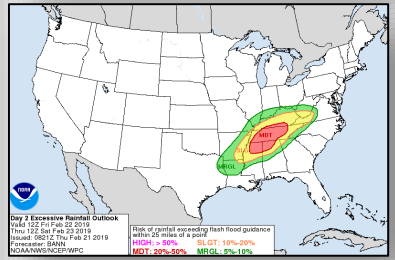 MDT
SLGT
MRGL
NOAA
Day 2 Excessive Rainfall Outlook
Valid 12Z Fri Feb 22 2019
Thru 12Z Sat Feb 23 2019
Issued: 0821Z Thu Feb 21 2019
Forecaster: BANN
NOAA/NWS/NCEP/WPC
Risk of rainfall exceeding flash flood guidance
within 25 miles of a point
HIGH: > 50% SLGT: 10%-20%
MDT: 20%-50% MRGL: 5%-10%